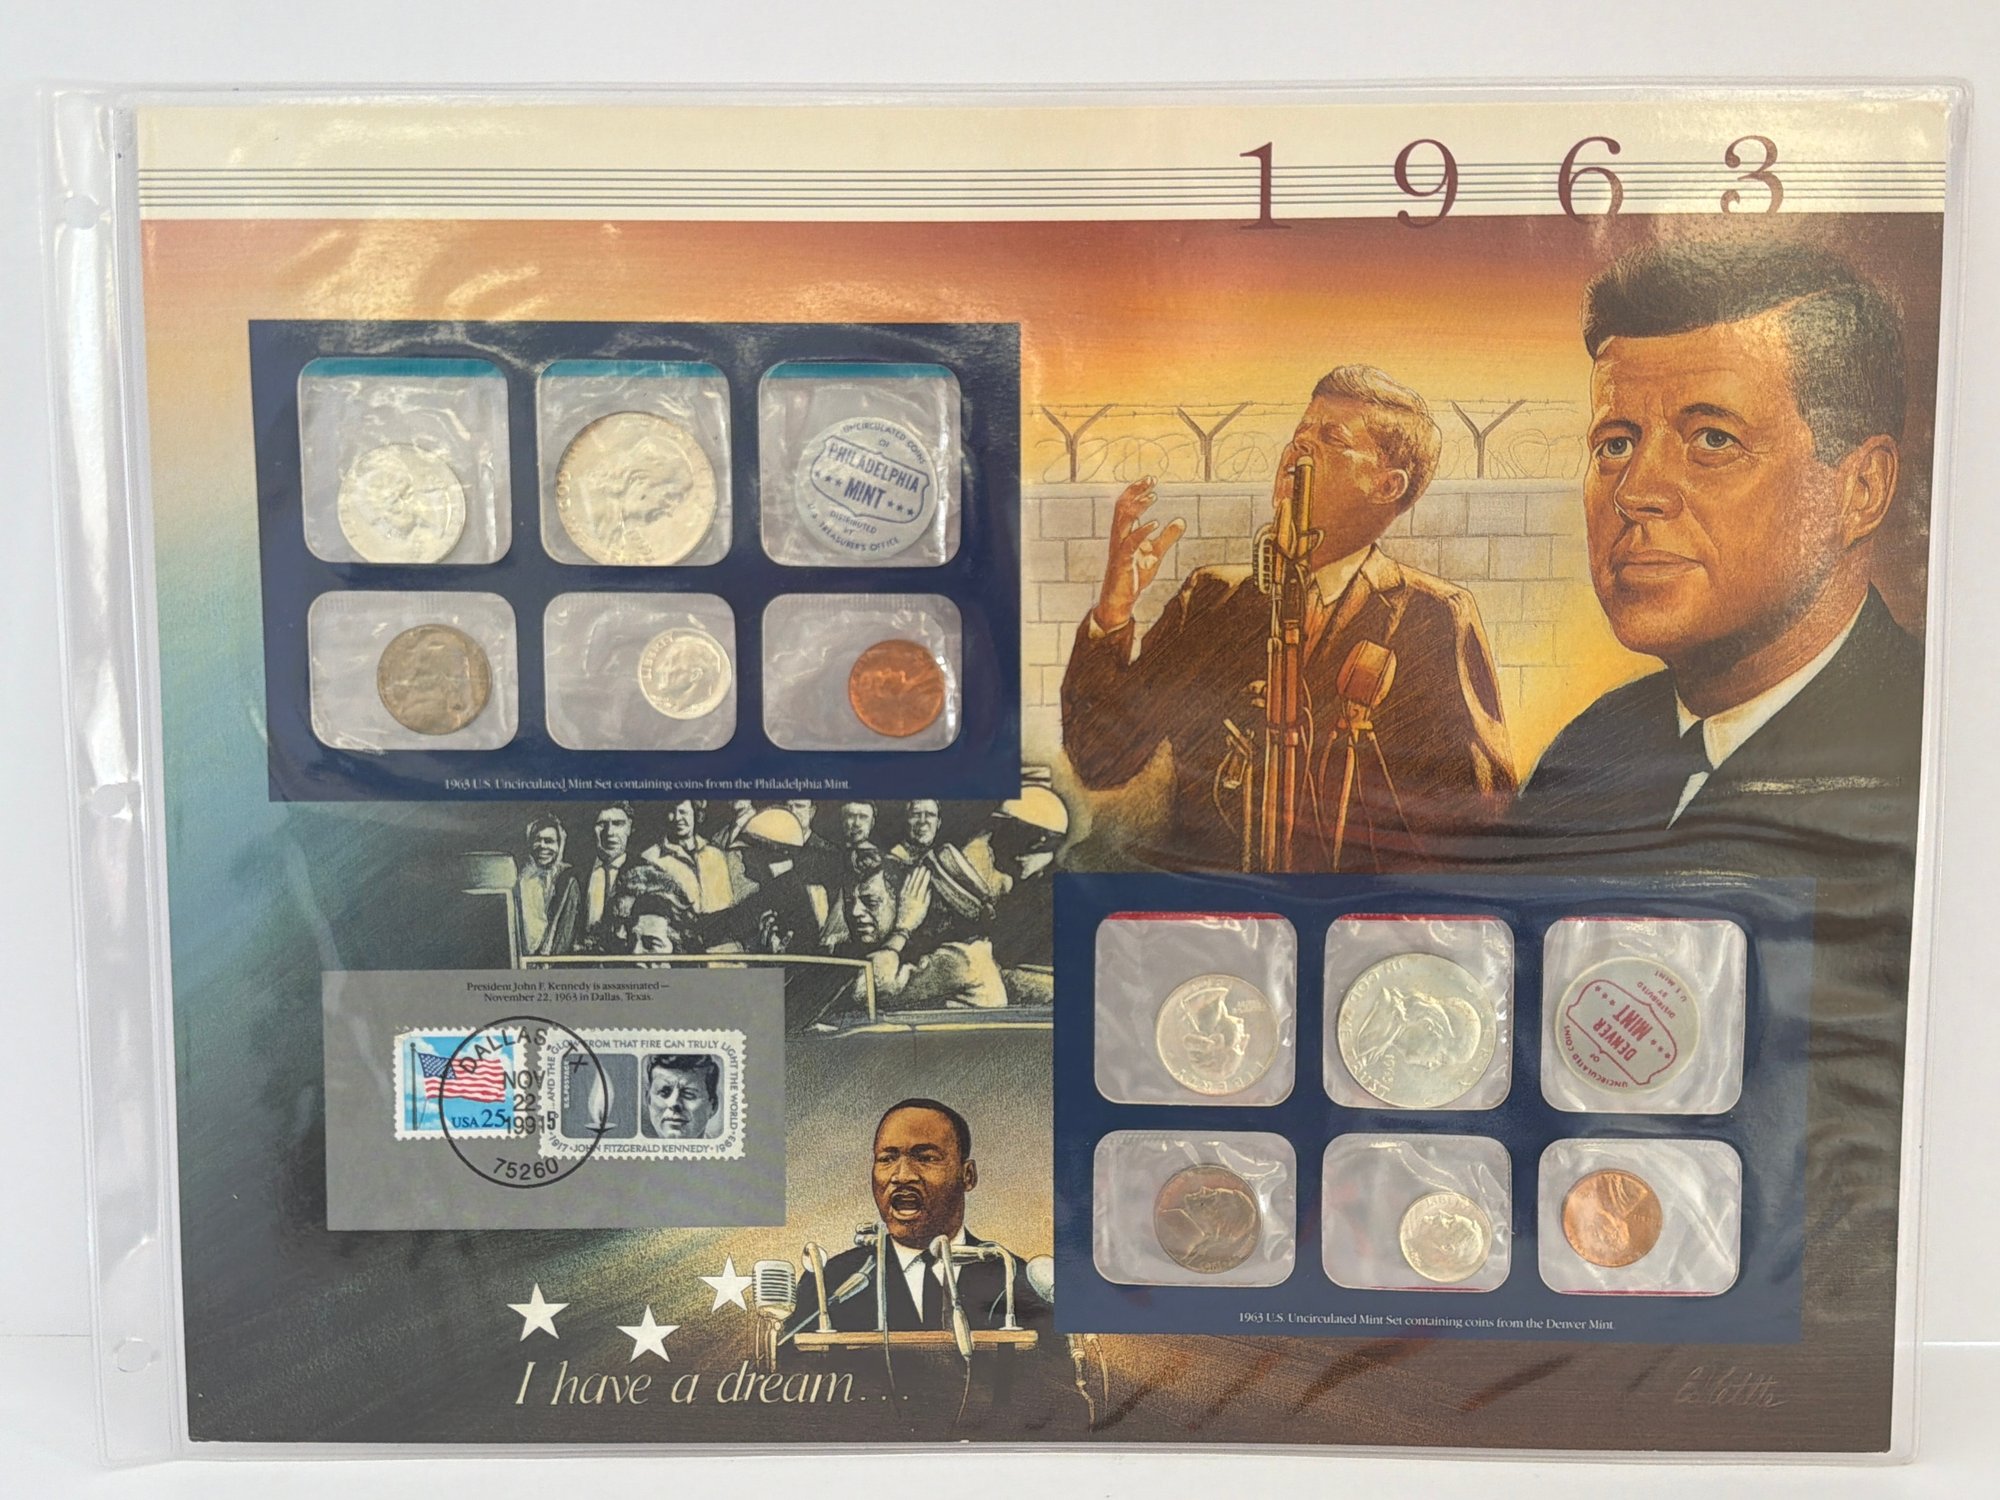 1963
UNCIRCULATED COINS
OF
PHILADELPHIA
MINT
DISTRIBUTED
BY
U.S. TREASURER'S OFFICE
LIBERTY
1963 U.S. Uncirculated Mint Set containing coins from the Philadelphia Mint
President John F. Kennedy is assassinated—
November 22, 1963 in Dallas, Texas.
DALLAS, TX
NOV
22
1991
75260
USA 25
...AND THE GLOW FROM THAT FIRE CAN TRULY LIGHT THE WORLD
U.S. POSTAGE
5
1917·JOHN FITZGERALD KENNEDY·1963
UNCIRCULATED COINS
OF
DENVER
MINT
DISTRIBUTED
BY
U.S. MINT
LIBERTY
1963 U.S. Uncirculated Mint Set containing coins from the Denver Mint
I have a dream...